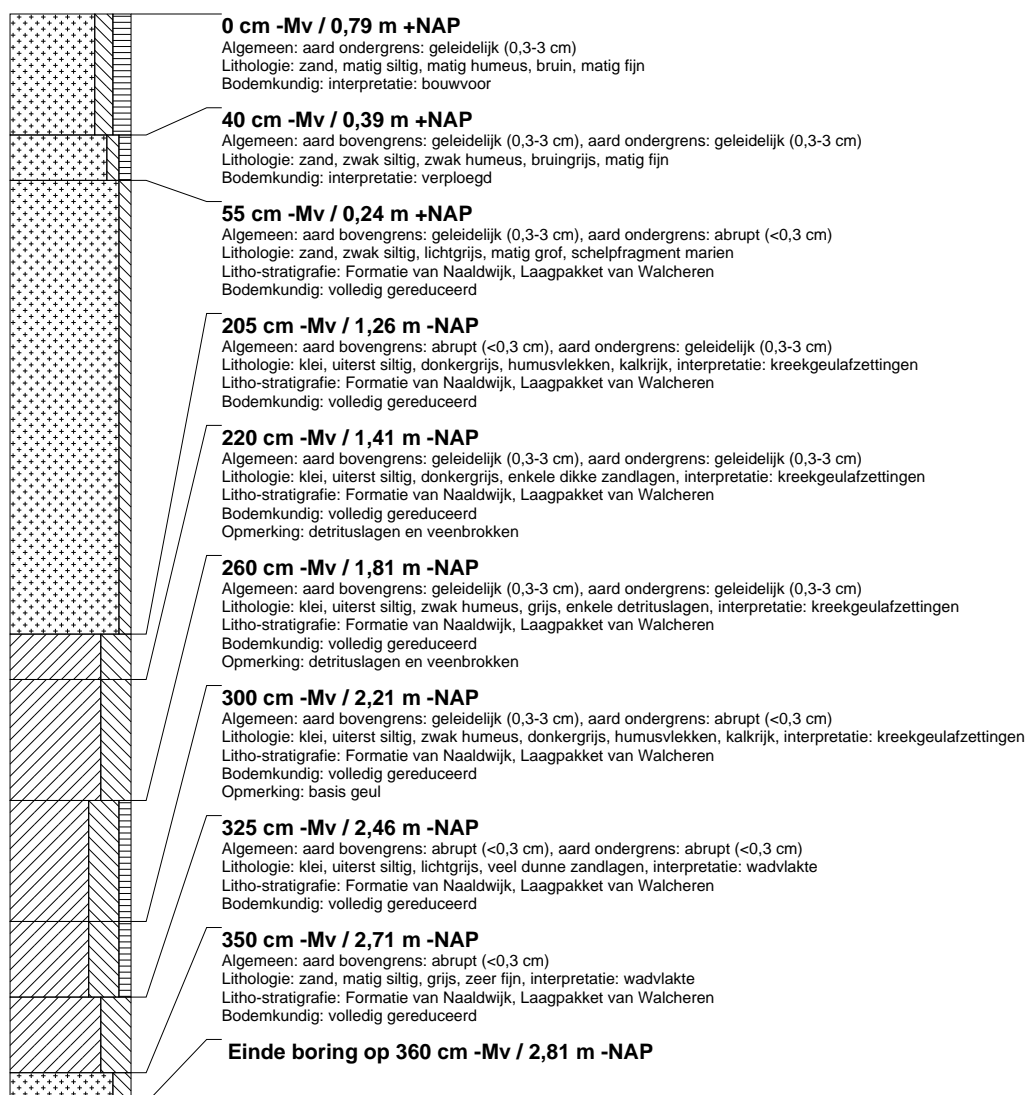 0 cm -Mv / 0,79 m +NAP
Algemeen: aard ondergrens: geleidelijk (0,3-3 cm)
Lithologie: zand, matig siltig, matig humeus, bruin, matig fijn
Bodemkundig: interpretatie: bouwvoor
40 cm -Mv / 0,39 m +NAP
Algemeen: aard bovengrens: geleidelijk (0,3-3 cm), aard ondergrens: geleidelijk (0,3-3 cm)
Lithologie: zand, zwak siltig, zwak humeus, bruingrijs, matig fijn
Bodemkundig: interpretatie: verploegd
55 cm -Mv / 0,24 m +NAP
Algemeen: aard bovengrens: geleidelijk (0,3-3 cm), aard ondergrens: abrupt (<0,3 cm)
Lithologie: zand, zwak siltig, lichtgrijs, matig grof, schelpfragment marien
Litho-stratigrafie: Formatie van Naaldwijk, Laagpakket van Walcheren
Bodemkundig: volledig gereduceerd
205 cm -Mv / 1,26 m -NAP
Algemeen: aard bovengrens: abrupt (<0,3 cm), aard ondergrens: geleidelijk (0,3-3 cm)
Lithologie: klei, uiterst siltig, donkergrijs, humusvlekken, kalkrijk, interpretatie: kreekgeulafzettingen
Litho-stratigrafie: Formatie van Naaldwijk, Laagpakket van Walcheren
Bodemkundig: volledig gereduceerd
220 cm -Mv / 1,41 m -NAP
Algemeen: aard bovengrens: geleidelijk (0,3-3 cm), aard ondergrens: geleidelijk (0,3-3 cm)
Lithologie: klei, uiterst siltig, donkergrijs, enkele dikke zandlagen, interpretatie: kreekgeulafzettingen
Litho-stratigrafie: Formatie van Naaldwijk, Laagpakket van Walcheren
Bodemkundig: volledig gereduceerd
Opmerking: detrituslagen en veenbrokken
260 cm -Mv / 1,81 m -NAP
Algemeen: aard bovengrens: geleidelijk (0,3-3 cm), aard ondergrens: geleidelijk (0,3-3 cm)
Lithologie: klei, uiterst siltig, zwak humeus, grijs, enkele detrituslagen, interpretatie: kreekgeulafzettingen
Litho-stratigrafie: Formatie van Naaldwijk, Laagpakket van Walcheren
Bodemkundig: volledig gereduceerd
Opmerking: detrituslagen en veenbrokken
300 cm -Mv / 2,21 m -NAP
Algemeen: aard bovengrens: geleidelijk (0,3-3 cm), aard ondergrens: abrupt (<0,3 cm)
Lithologie: klei, uiterst siltig, zwak humeus, donkergrijs, humusvlekken, kalkrijk, interpretatie: kreekgeulafzettingen
Litho-stratigrafie: Formatie van Naaldwijk, Laagpakket van Walcheren
Bodemkundig: volledig gereduceerd
Opmerking: basis geul
325 cm -Mv / 2,46 m -NAP
Algemeen: aard bovengrens: abrupt (<0,3 cm), aard ondergrens: abrupt (<0,3 cm)
Lithologie: klei, uiterst siltig, lichtgrijs, veel dunne zandlagen, interpretatie: wadvlakte
Litho-stratigrafie: Formatie van Naaldwijk, Laagpakket van Walcheren
Bodemkundig: volledig gereduceerd
350 cm -Mv / 2,71 m -NAP
Algemeen: aard bovengrens: abrupt (<0,3 cm)
Lithologie: zand, matig siltig, grijs, zeer fijn, interpretatie: wadvlakte
Litho-stratigrafie: Formatie van Naaldwijk, Laagpakket van Walcheren
Bodemkundig: volledig gereduceerd
Einde boring op 360 cm -Mv / 2,81 m -NAP